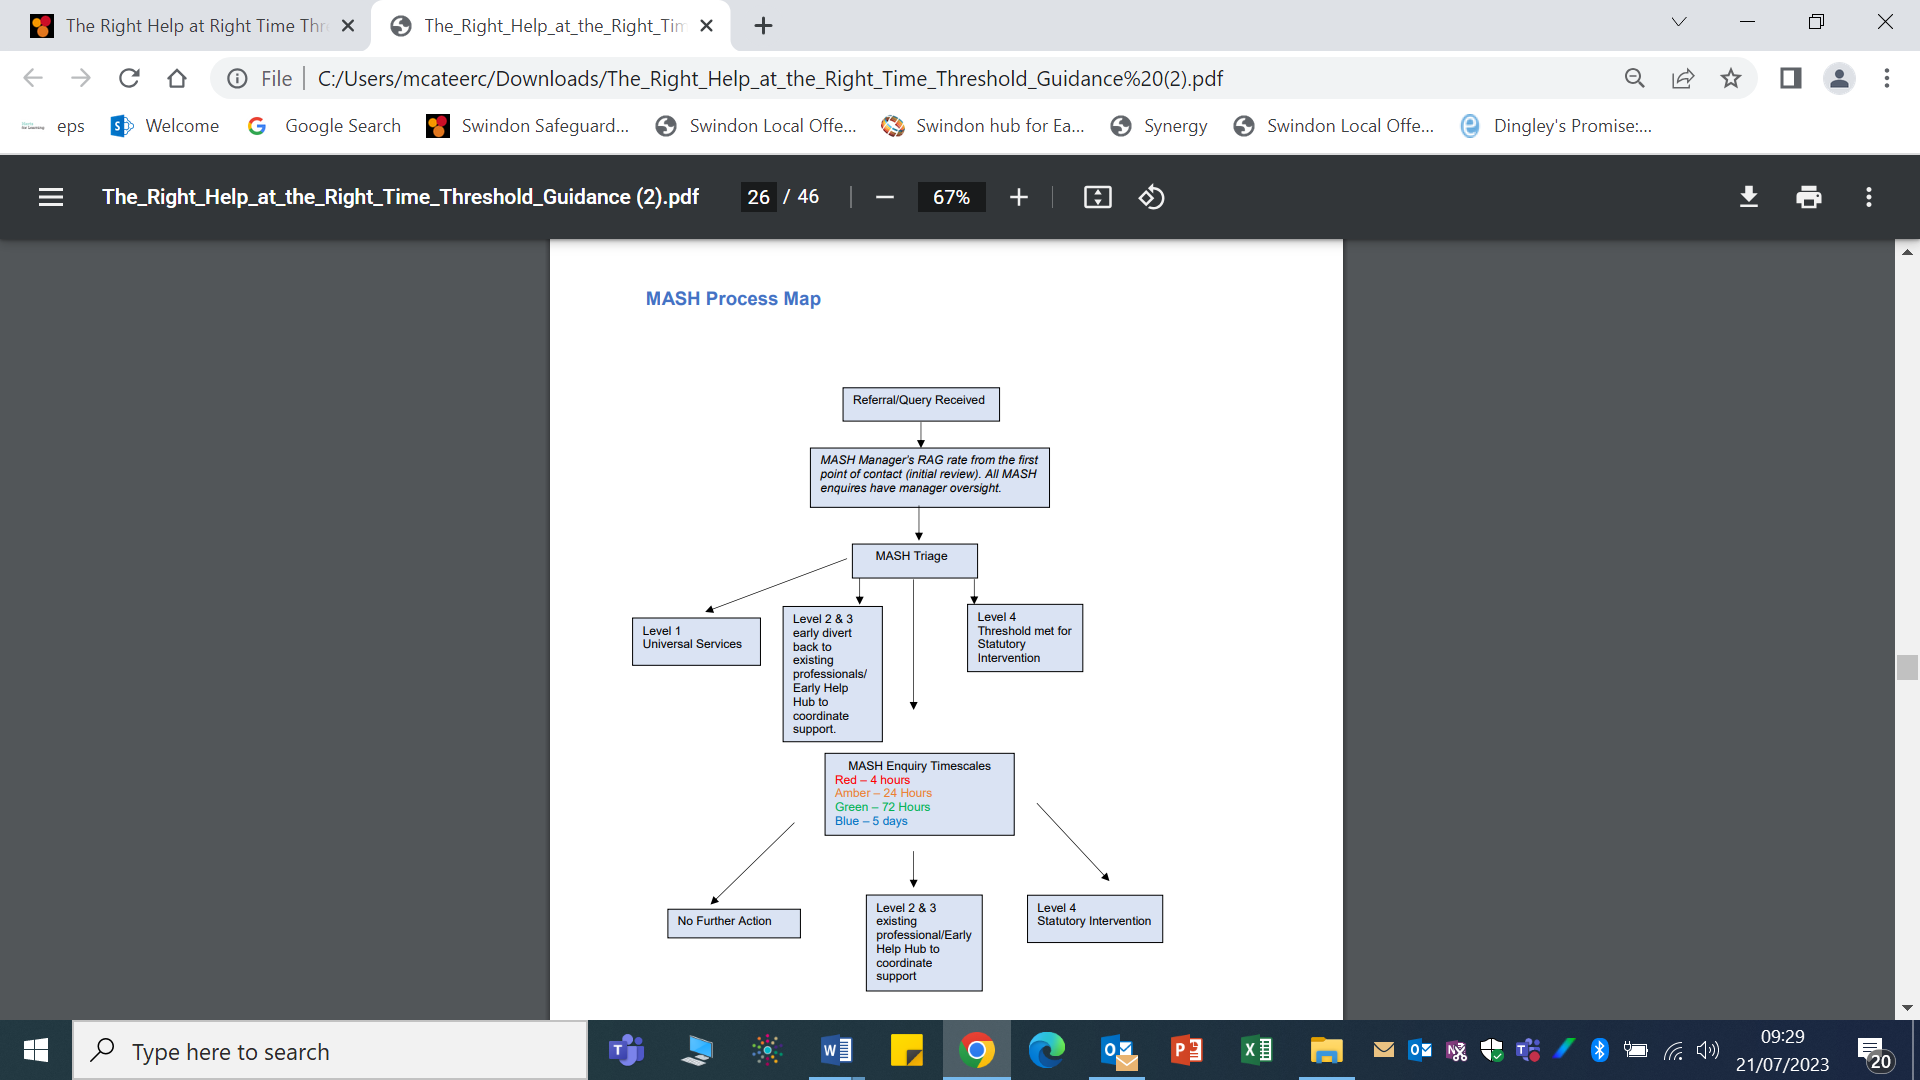 The Right Help at Right Time Thr
The_Right_Help_at_the_Right_Tim
File
C:/Users/mcateerc/Downloads/The_Right_Help_at_the_Right_Time_Threshold_Guidance%20(2).pdf
eps
Welcome
Google Search
Swindon Safeguard...
Swindon Local Offe...
Swindon hub for Ea...
Synergy
Swindon Local Offe...
Dingley's Promise:...
The_Right_Help_at_the_Right_Time_Threshold_Guidance (2).pdf
26 / 46
67%
MASH Process Map
Referral/Query Received
MASH Manager's RAG rate from the first
point of contact (initial review). All MASH
enquires have manager oversight.
MASH Triage
Level 1
Universal Services
Level 2 & 3
early divert
back to
existing
professionals/
Early Help
Hub to
coordinate
support.
Level 4
Threshold met for
Statutory
Intervention
MASH Enquiry Timescales
Red – 4 hours
Amber – 24 Hours
Green – 72 Hours
Blue – 5 days
No Further Action
Level 2 & 3
existing
professional/Early
Help Hub to
coordinate
support
Level 4
Statutory Intervention
Type here to search
09:29
21/07/2023
20